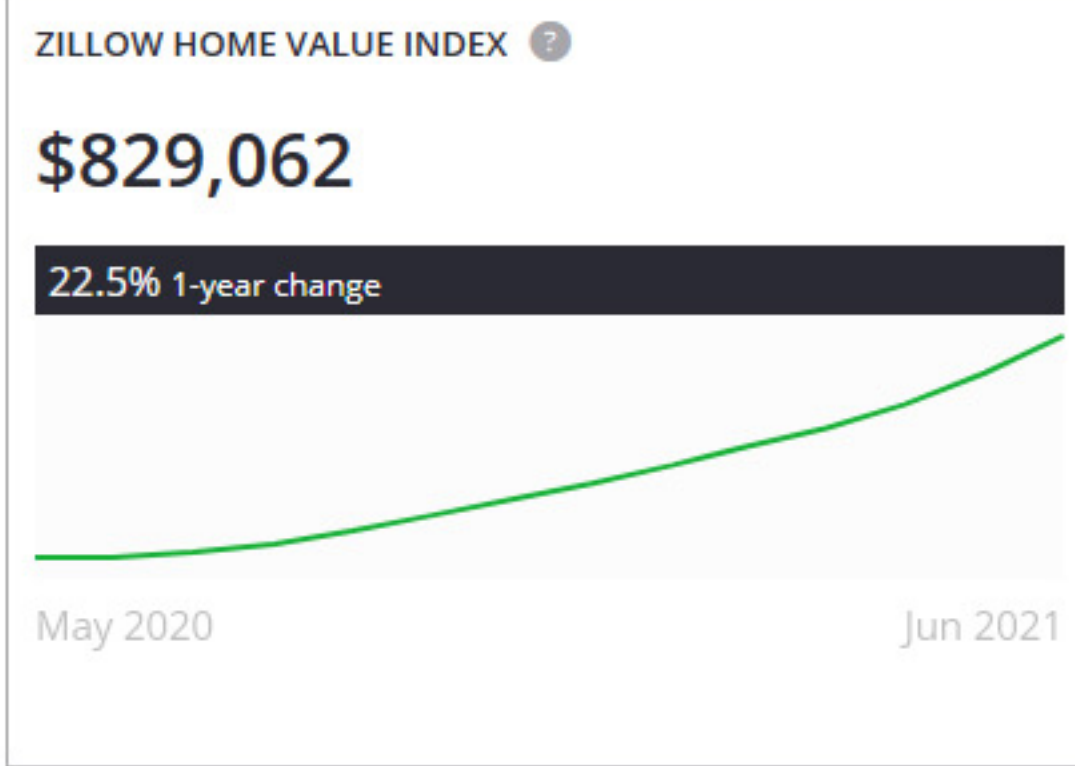 ZILLOW HOME VALUE INDEX ?
$829,062
22.5% 1-year change
May 2020 Jun 2021